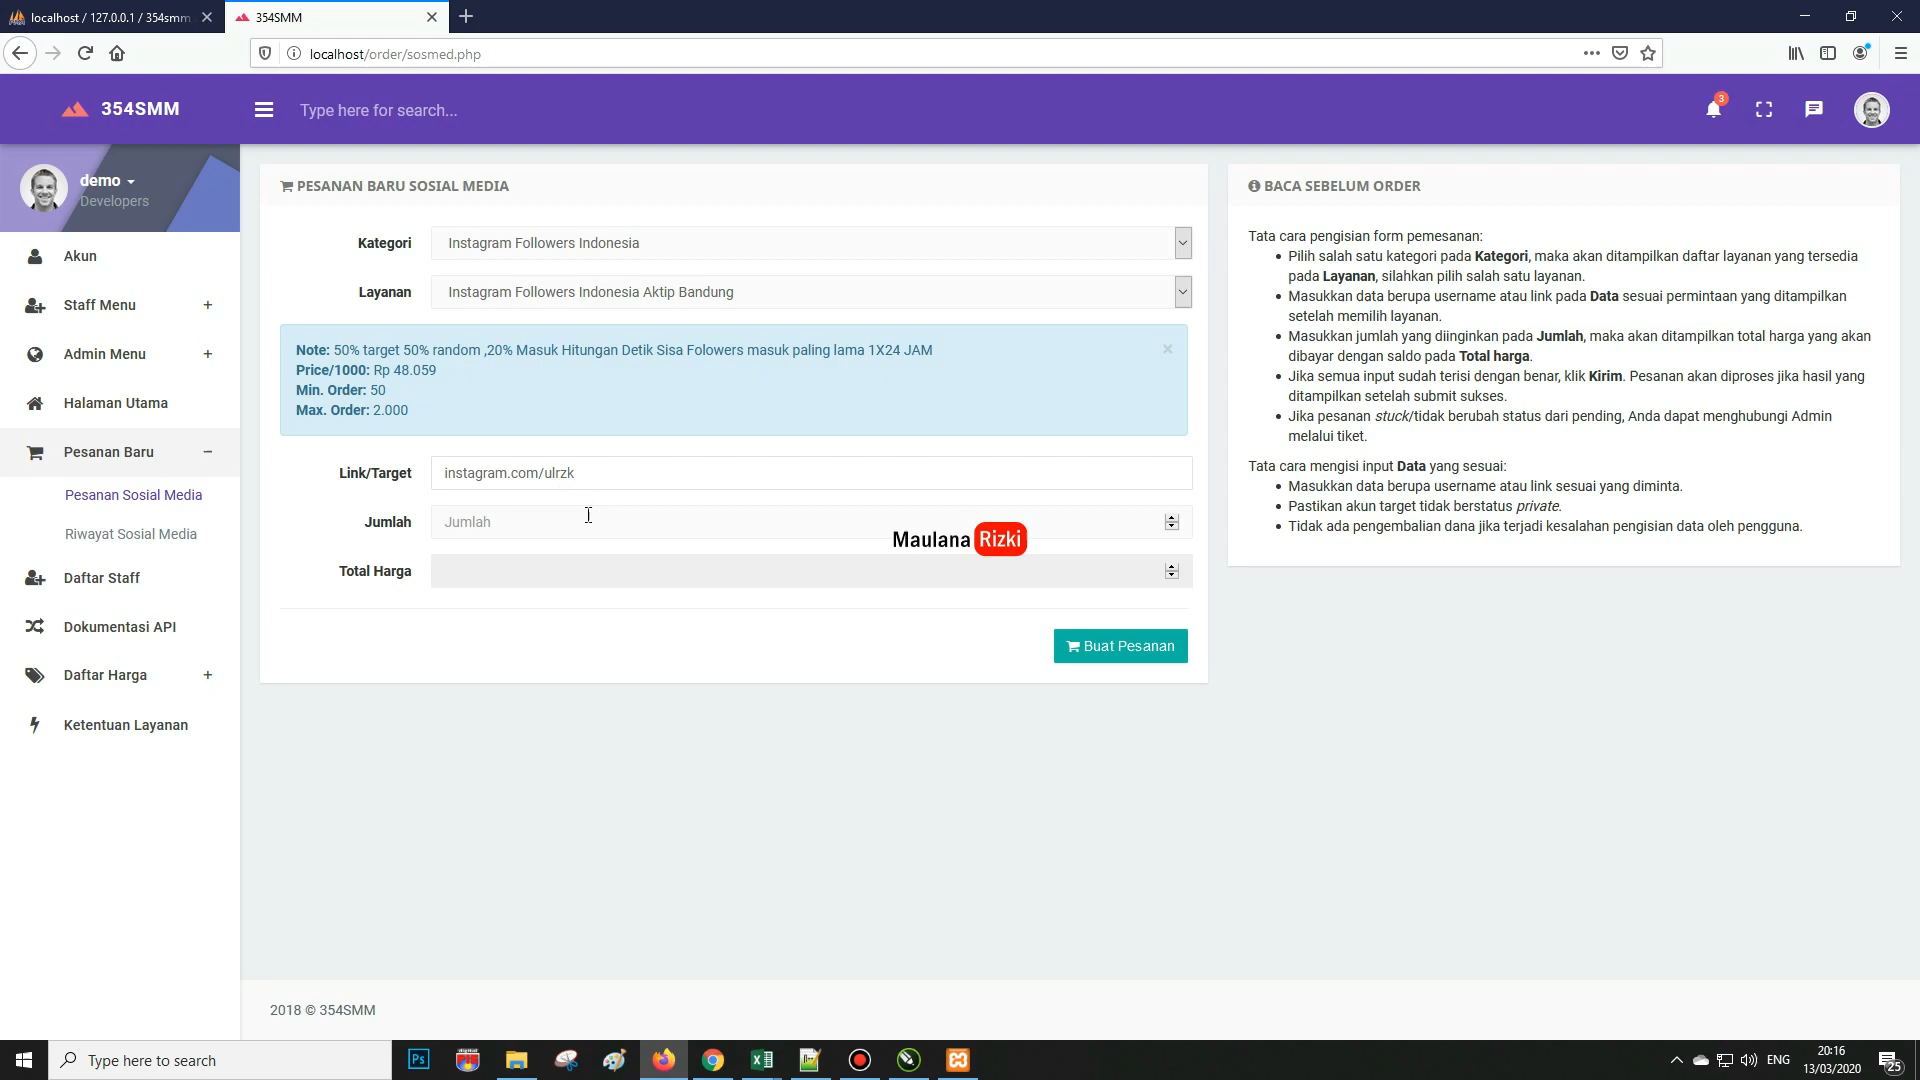 localhost / 127.0.0.1 / 354smm
354SMM
localhost/order/sosmed.php
354SMM
Type here for search...
3
demo
Developers
Akun
Staff Menu +
Admin Menu +
Halaman Utama
Pesanan Baru −
Pesanan Sosial Media
Riwayat Sosial Media
Daftar Staff
Dokumentasi API
Daftar Harga +
Ketentuan Layanan
PESANAN BARU SOSIAL MEDIA
Kategori
Instagram Followers Indonesia
Layanan
Instagram Followers Indonesia Aktip Bandung
Note: 50% target 50% random ,20% Masuk Hitungan Detik Sisa Folowers masuk paling lama 1X24 JAM
×
Price/1000: Rp 48.059
Min. Order: 50
Max. Order: 2.000
Link/Target
instagram.com/ulrzk
Jumlah
Jumlah
Maulana Rizki
Total Harga
Buat Pesanan
BACA SEBELUM ORDER
Tata cara pengisian form pemesanan:
• Pilih salah satu kategori pada Kategori, maka akan ditampilkan daftar layanan yang tersedia
pada Layanan, silahkan pilih salah satu layanan.
• Masukkan data berupa username atau link pada Data sesuai permintaan yang ditampilkan
setelah memilih layanan.
• Masukkan jumlah yang diinginkan pada Jumlah, maka akan ditampilkan total harga yang akan
dibayar dengan saldo pada Total harga.
• Jika semua input sudah terisi dengan benar, klik Kirim. Pesanan akan diproses jika hasil yang
ditampilkan setelah submit sukses.
• Jika pesanan stuck/tidak berubah status dari pending, Anda dapat menghubungi Admin
melalui tiket.
Tata cara mengisi input Data yang sesuai:
• Masukkan data berupa username atau link sesuai yang diminta.
• Pastikan akun target tidak berstatus private.
• Tidak ada pengembalian dana jika terjadi kesalahan pengisian data oleh pengguna.
2018 © 354SMM
Type here to search
Ps
ENG
20:16
13/03/2020
25